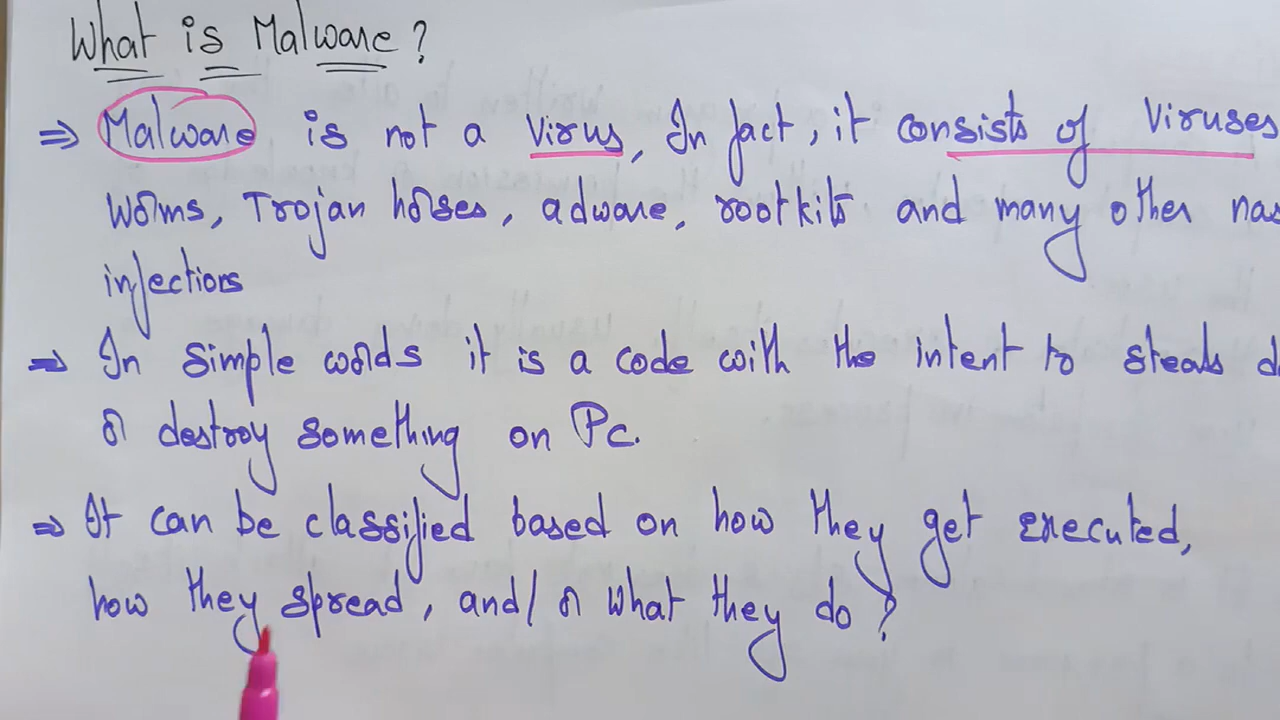 What is Malware?
⇒ Malware is not a virus, In fact, it consists of Viruses
worms, Trojan horses, adware, rootkits and many other nas
injections
⇒ In simple words it is a code with the intent to steals d
or destroy something on Pc.
⇒ It can be classified based on how they get executed,
how they spread, and/or what they do?